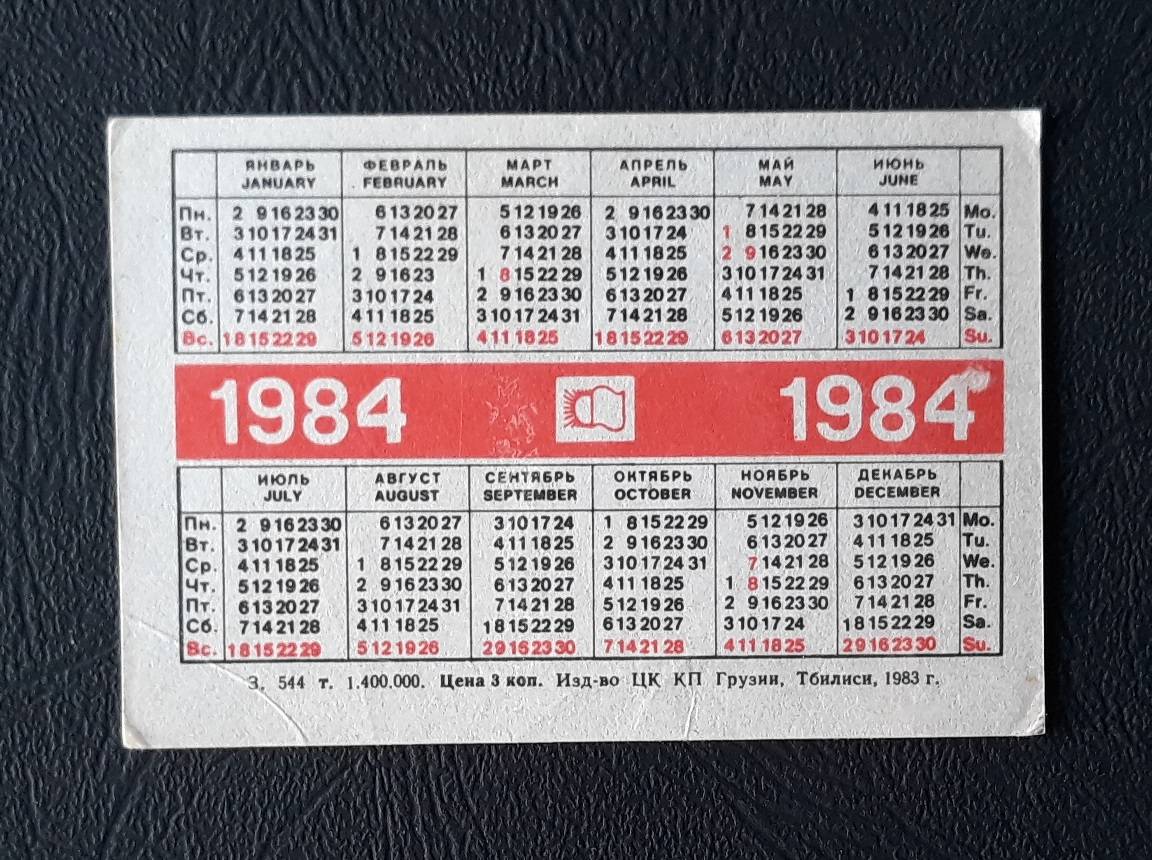 ЯНВАРЬ ФЕВРАЛЬ МАРТ АПРЕЛЬ МАЙ ИЮНЬ
JANUARY FEBRUARY MARCH APRIL MAY JUNE
Пн. 2 9 16 23 30 6 13 20 27 5 12 19 26 2 9 16 23 30 7 14 21 28 4 11 18 25 Mo.
Вт. 3 10 17 24 31 7 14 21 28 6 13 20 27 3 10 17 24 1 8 15 22 29 5 12 19 26 Tu.
Ср. 4 11 18 25 1 8 15 22 29 7 14 21 28 4 11 18 25 2 9 16 23 30 6 13 20 27 We.
Чт. 5 12 19 26 2 9 16 23 1 8 15 22 29 5 12 19 26 3 10 17 24 31 7 14 21 28 Th.
Пт. 6 13 20 27 3 10 17 24 2 9 16 23 30 6 13 20 27 4 11 18 25 1 8 15 22 29 Fr.
Сб. 7 14 21 28 4 11 18 25 3 10 17 24 31 7 14 21 28 5 12 19 26 2 9 16 23 30 Sa.
Вс. 1 8 15 22 29 5 12 19 26 4 11 18 25 1 8 15 22 29 6 13 20 27 3 10 17 24 Su.
1984 1984
ИЮЛЬ АВГУСТ СЕНТЯБРЬ ОКТЯБРЬ НОЯБРЬ ДЕКАБРЬ
JULY AUGUST SEPTEMBER OCTOBER NOVEMBER DECEMBER
Пн. 2 9 16 23 30 6 13 20 27 3 10 17 24 1 8 15 22 29 5 12 19 26 3 10 17 24 31 Mo.
Вт. 3 10 17 24 31 7 14 21 28 4 11 18 25 2 9 16 23 30 6 13 20 27 4 11 18 25 Tu.
Ср. 4 11 18 25 1 8 15 22 29 5 12 19 26 3 10 17 24 31 7 14 21 28 5 12 19 26 We.
Чт. 5 12 19 26 2 9 16 23 30 6 13 20 27 4 11 18 25 1 8 15 22 29 6 13 20 27 Th.
Пт. 6 13 20 27 3 10 17 24 31 7 14 21 28 5 12 19 26 2 9 16 23 30 7 14 21 28 Fr.
Сб. 7 14 21 28 4 11 18 25 1 8 15 22 29 6 13 20 27 3 10 17 24 1 8 15 22 29 Sa.
Вс. 1 8 15 22 29 5 12 19 26 2 9 16 23 30 7 14 21 28 4 11 18 25 2 9 16 23 30 Su.
З. 544 т. 1.400.000. Цена 3 коп. Изд-во ЦК КП Грузии, Тбилиси, 1983 г.